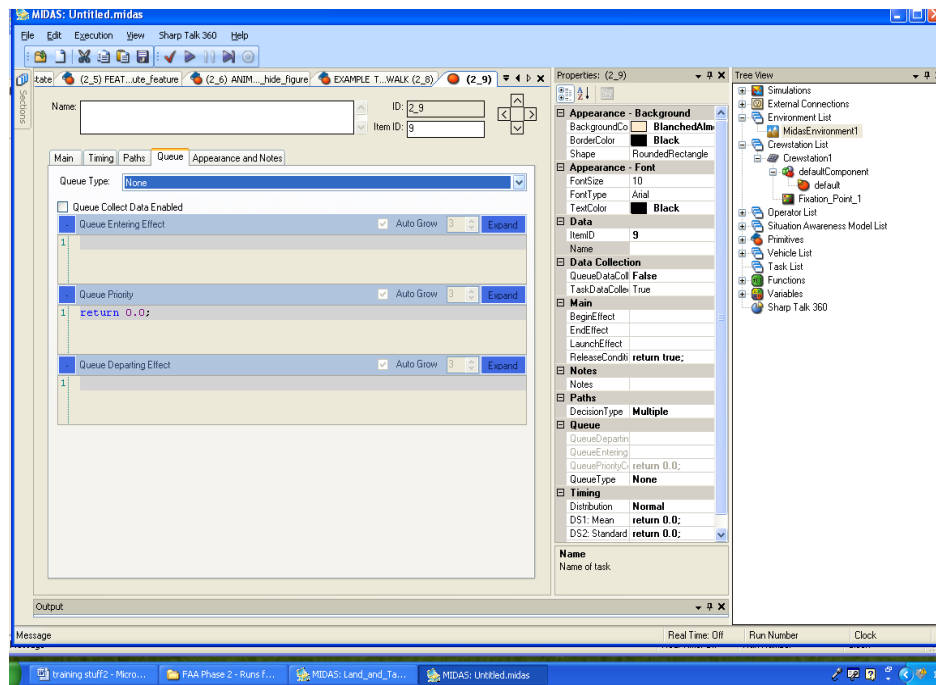 MIDAS: Untitled.midas
File Edit Execution View Sharp Talk 360 Help
tate (2_5) FEAT...ute_feature (2_6) ANIM..._hide_figure EXAMPLE T...WALK (2_8) (2_9)
Sections
Name: ID: 2_9
Item ID: 9
Main Timing Paths Queue Appearance and Notes
Queue Type: None
Queue Collect Data Enabled
- Queue Entering Effect Auto Grow 3 Expand
1
- Queue Priority Auto Grow 3 Expand
1 return 0.0;
- Queue Departing Effect Auto Grow 3 Expand
1
Output
Properties: (2_9)
Appearance - Background
BackgroundCo BlanchedAlm
BorderColor Black
Shape RoundedRectangle
Appearance - Font
FontSize 10
FontType Arial
TextColor Black
Data
ItemID 9
Name
Data Collection
QueueDataColl False
TaskDataColle True
Main
BeginEffect
EndEffect
LaunchEffect
ReleaseConditi return true;
Notes
Notes
Paths
DecisionType Multiple
Queue
QueueDepartin
QueueEntering
QueuePriorityC return 0.0;
QueueType None
Timing
Distribution Normal
DS1: Mean return 0.0;
DS2: Standard return 0.0;
Name
Name of task
Tree View
Simulations
External Connections
Environment List
MidasEnvironment1
Crewstation List
Crewstation1
defaultComponent
default
Fixation_Point_1
Operator List
Situation Awareness Model List
Primitives
Vehicle List
Task List
Functions
Variables
Sharp Talk 360
Message Real Time: Off Run Number Clock
training stuff2 - Micro... FAA Phase 2 - Runs f... MIDAS: Land_and_Ta... MIDAS: Untitled.midas